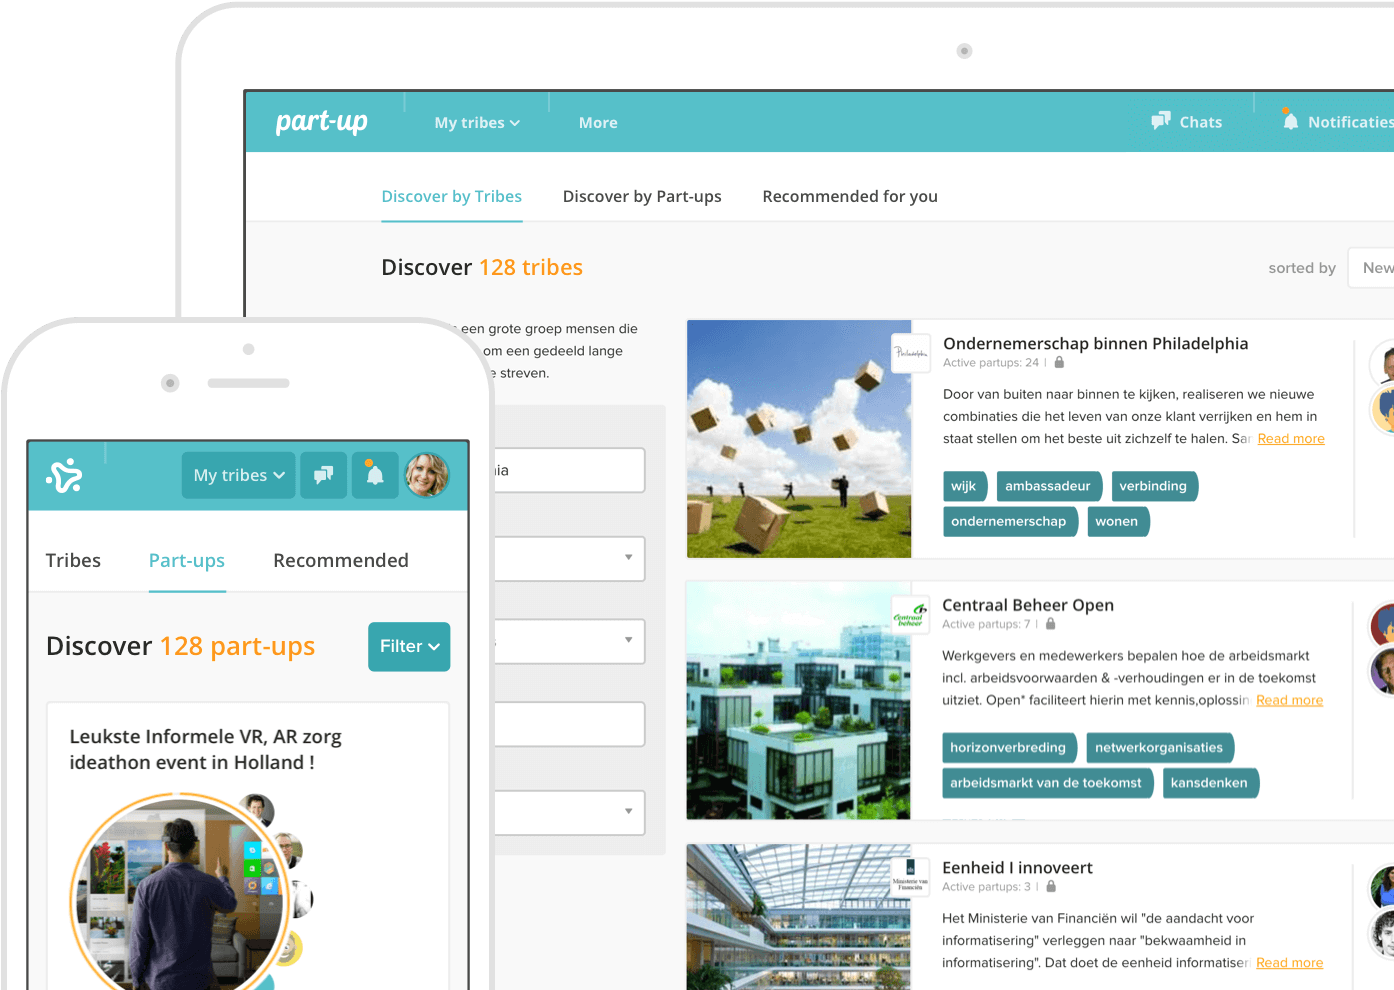 part-up
My tribes
More
Chats
Notificaties
Discover by Tribes
Discover by Part-ups
Recommended for you
Discover 128 tribes
sorted by
New
een grote groep mensen die
om een gedeeld lange
streven.
Ondernemerschap binnen Philadelphia
Active partups: 24
Philadelphia
Door van buiten naar binnen te kijken, realiseren we nieuwe
combinaties die het leven van onze klant verrijken en hem in
staat stellen om het beste uit zichzelf te halen. Sar Read more
wijk
ambassadeur
verbinding
ondernemerschap
wonen
Centraal Beheer Open
Active partups: 7
Centraal
beheer
Werkgevers en medewerkers bepalen hoe de arbeidsmarkt
incl. arbeidsvoorwaarden & -verhoudingen er in de toekomst
uitziet. Open* faciliteert hierin met kennis,oplossin Read more
horizonverbreding
netwerkorganisaties
arbeidsmarkt van de toekomst
kansdenken
Eenheid I innoveert
Active partups: 3
Ministerie van
Financiën
Het Ministerie van Financiën wil "de aandacht voor
informatisering" verleggen naar "bekwaamheid in
informatisering". Dat doet de eenheid informatiser Read more
My tribes
Tribes
Part-ups
Recommended
Discover 128 part-ups
Filter
Leukste Informele VR, AR zorg
ideathon event in Holland !